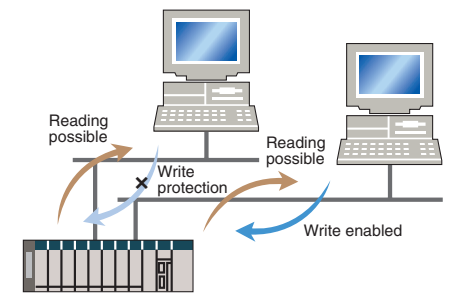 Reading
possible
Write
protection
Reading
possible
Write enabled